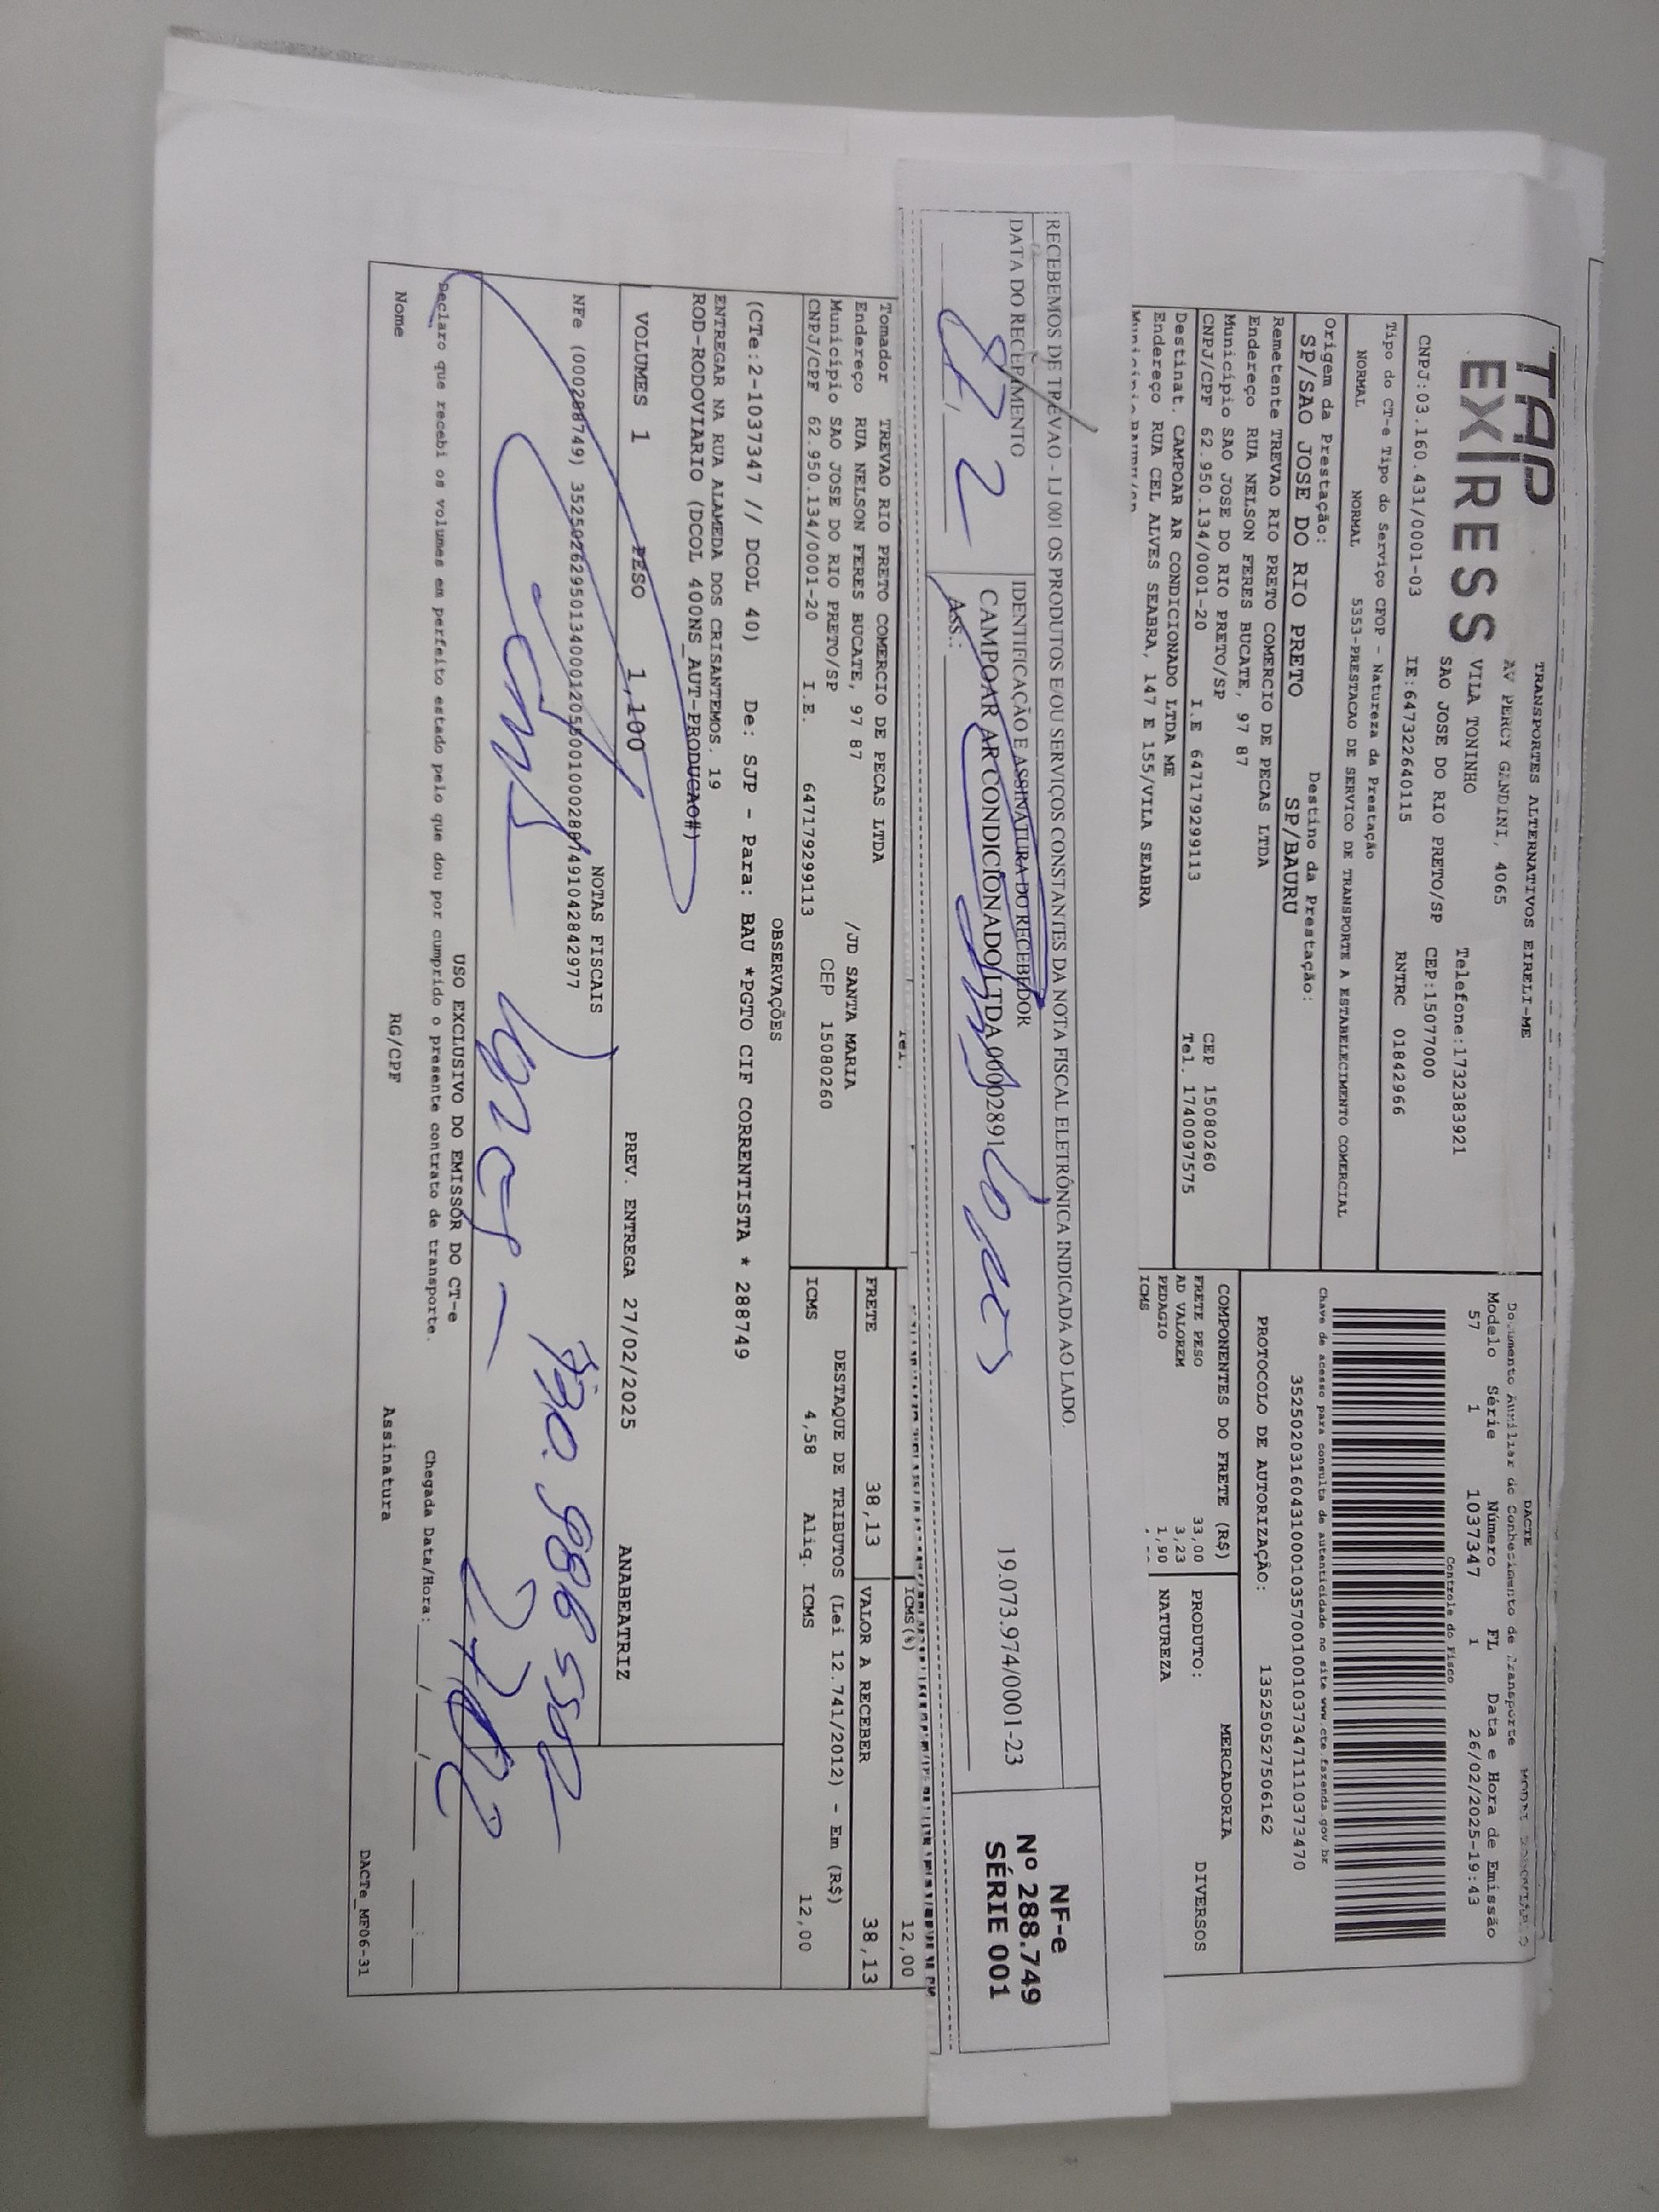 TAP
EXPRESS
TRANSPORTES ALTERNATIVOS EIRELI-ME
AV PERCY GANDINI, 4065
VILA TONINHO
SAO JOSE DO RIO PRETO/SP
Telefone:1732383921
CEP:15077000
CNPJ:03.160.431/0001-03 IE:647322640115 RNTRC 01842966
Tipo do CT-e Tipo do Serviço CFOP - Natureza da Prestação
NORMAL NORMAL 5353-PRESTACAO DE SERVICO DE TRANSPORTE A ESTABELECIMENTO COMERCIAL
Origem da Prestação: Destino da Prestação:
SP/SAO JOSE DO RIO PRETO SP/BAURU
Remetente TREVAO RIO PRETO COMERCIO DE PECAS LTDA
Endereço RUA NELSON FERES BUCATE, 97 87
Município SAO JOSE DO RIO PRETO/SP CEP 15080260
CNPJ/CPF 62.950.134/0001-20 I.E 647179299113 Tel. 1740097575
Destinat. CAMPOAR AR CONDICIONADO LTDA ME
Endereço RUA CEL ALVES SEABRA, 147 E 155/VILA SEABRA
DACTE
Documento Auxiliar do Conhecimento de Transporte
Modelo Série Número FL Data e Hora de Emissão
57 1 1037347 1 26/02/2025-19:43
Controle do Fisco
Chave de acesso para consulta de autenticidade no site www.cte.fazenda.gov.br
35250203160431000103570010010373471110373470
PROTOCOLO DE AUTORIZAÇÃO: 135250527506162
COMPONENTES DO FRETE (R$) MERCADORIA
FRETE PESO 33,00 PRODUTO: DIVERSOS
AD VALOREM 3,23
PEDAGIO 1,90 NATUREZA
ICMS
RECEBEMOS DE TREVAO - LJ 001 OS PRODUTOS E/OU SERVIÇOS CONSTANTES DA NOTA FISCAL ELETRÔNICA INDICADA AO LADO.
DATA DO RECEBIMENTO IDENTIFICAÇÃO E ASSINATURA DO RECEBEDOR
CAMPOAR AR CONDICIONADO LTDA 000002891 19.073.974/0001-23
ASS.:
NF-e
Nº 288.749
SÉRIE 001
Tel.
ICMS(%) 12,00
Tomador TREVAO RIO PRETO COMERCIO DE PECAS LTDA
Endereço RUA NELSON FERES BUCATE, 97 87 /JD SANTA MARIA
Município SAO JOSE DO RIO PRETO/SP CEP 15080260
CNPJ/CPF 62.950.134/0001-20 I.E. 647179299113
FRETE 38,13 VALOR A RECEBER 38,13
DESTAQUE DE TRIBUTOS (Lei 12.741/2012) - Em (R$)
ICMS 4,58 Aliq. ICMS 12,00
OBSERVAÇÕES
(CTe:2-1037347 // DCOL 40) De: SJP - Para: BAU *PGTO CIF CORRENTISTA * 288749
ENTREGAR NA RUA ALAMEDA DOS CRISANTEMOS. 19
ROD-RODOVIARIO (DCOL 400NS_AUT-PRODUCAO#)
VOLUMES 1 PESO 1,100 PREV. ENTREGA 27/02/2025 ANABEATRIZ
NOTAS FISCAIS
NFe (000288749) 35250262950134000120550010002887491042842977
USO EXCLUSIVO DO EMISSOR DO CT-e
Declaro que recebi os volumes em perfeito estado pelo que dou por cumprido o presente contrato de transporte. Chegada Data/Hora: / / :
Nome RG/CPF Assinatura
DACTe_MF06-31